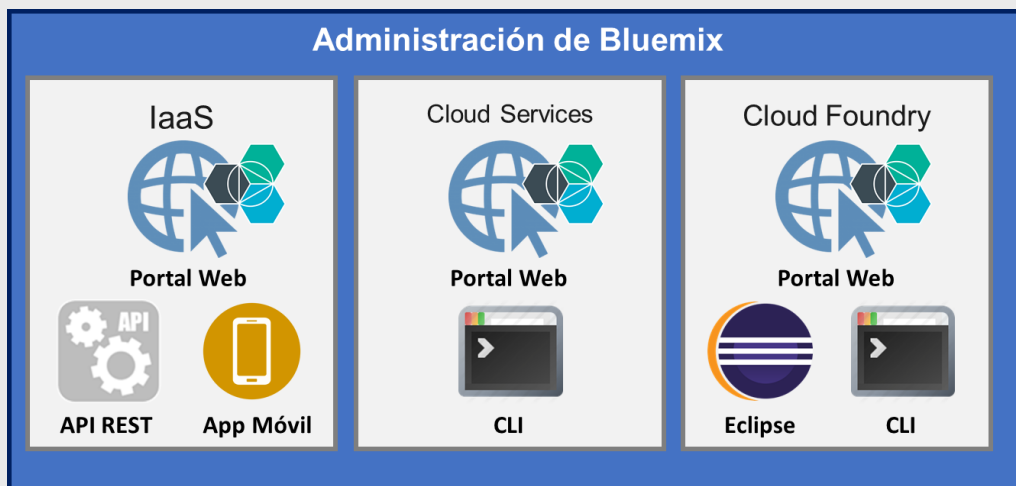 Administración de Bluemix
IaaS
Portal Web
API
API REST
App Móvil
Cloud Services
Portal Web
CLI
Cloud Foundry
Portal Web
Eclipse
CLI